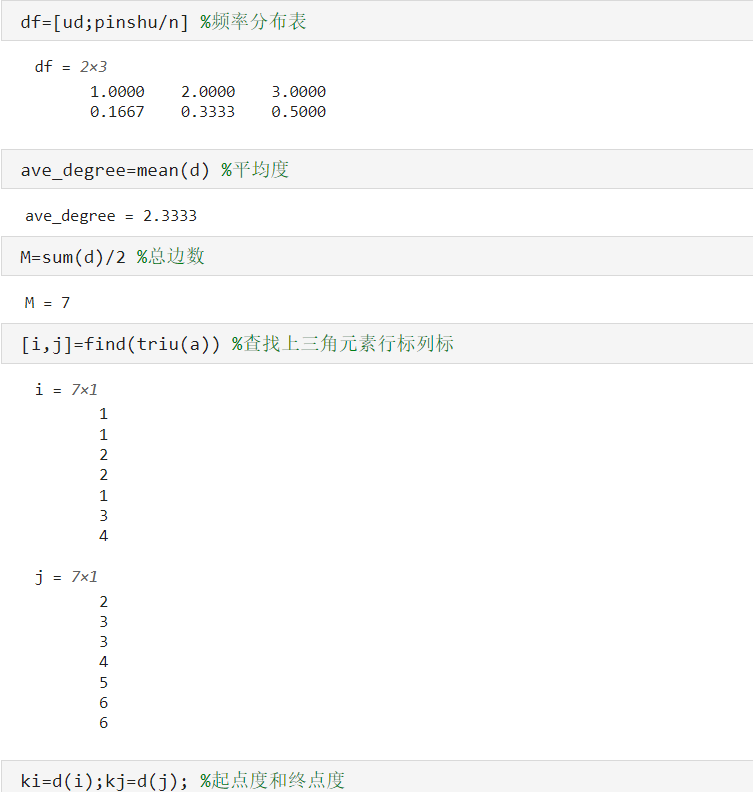 df=[ud;pinshu/n] %频率分布表
df = 2×3
1.0000 2.0000 3.0000
0.1667 0.3333 0.5000
ave_degree=mean(d) %平均度
ave_degree = 2.3333
M=sum(d)/2 %总边数
M = 7
[i,j]=find(triu(a)) %查找上三角元素行标列标
i = 7×1
1
1
2
2
1
3
4
j = 7×1
2
3
3
4
5
6
6
ki=d(i);kj=d(j); %起点度和终点度